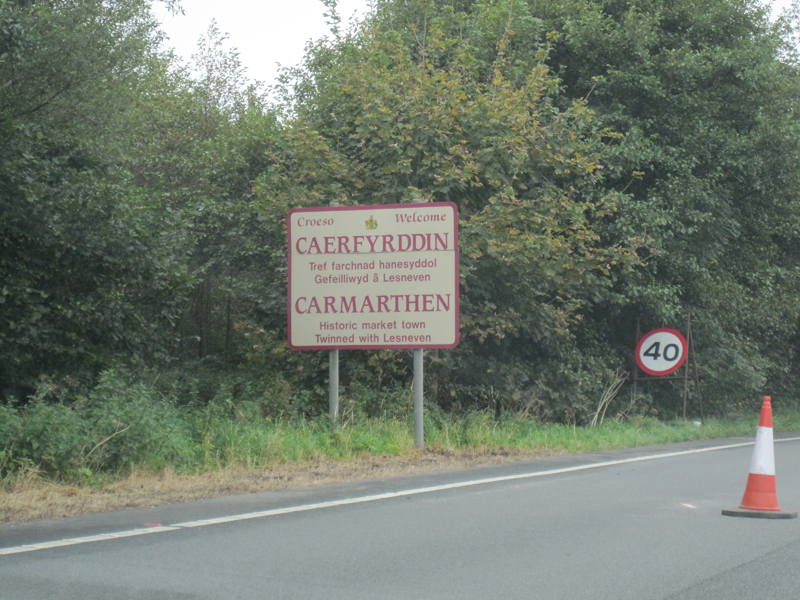 Croeso Welcome
CAERFYRDDIN
Tref farchnad hanesyddol
Gefeilliwyd â Lesneven
CARMARTHEN
Historic market town
Twinned with Lesneven
40